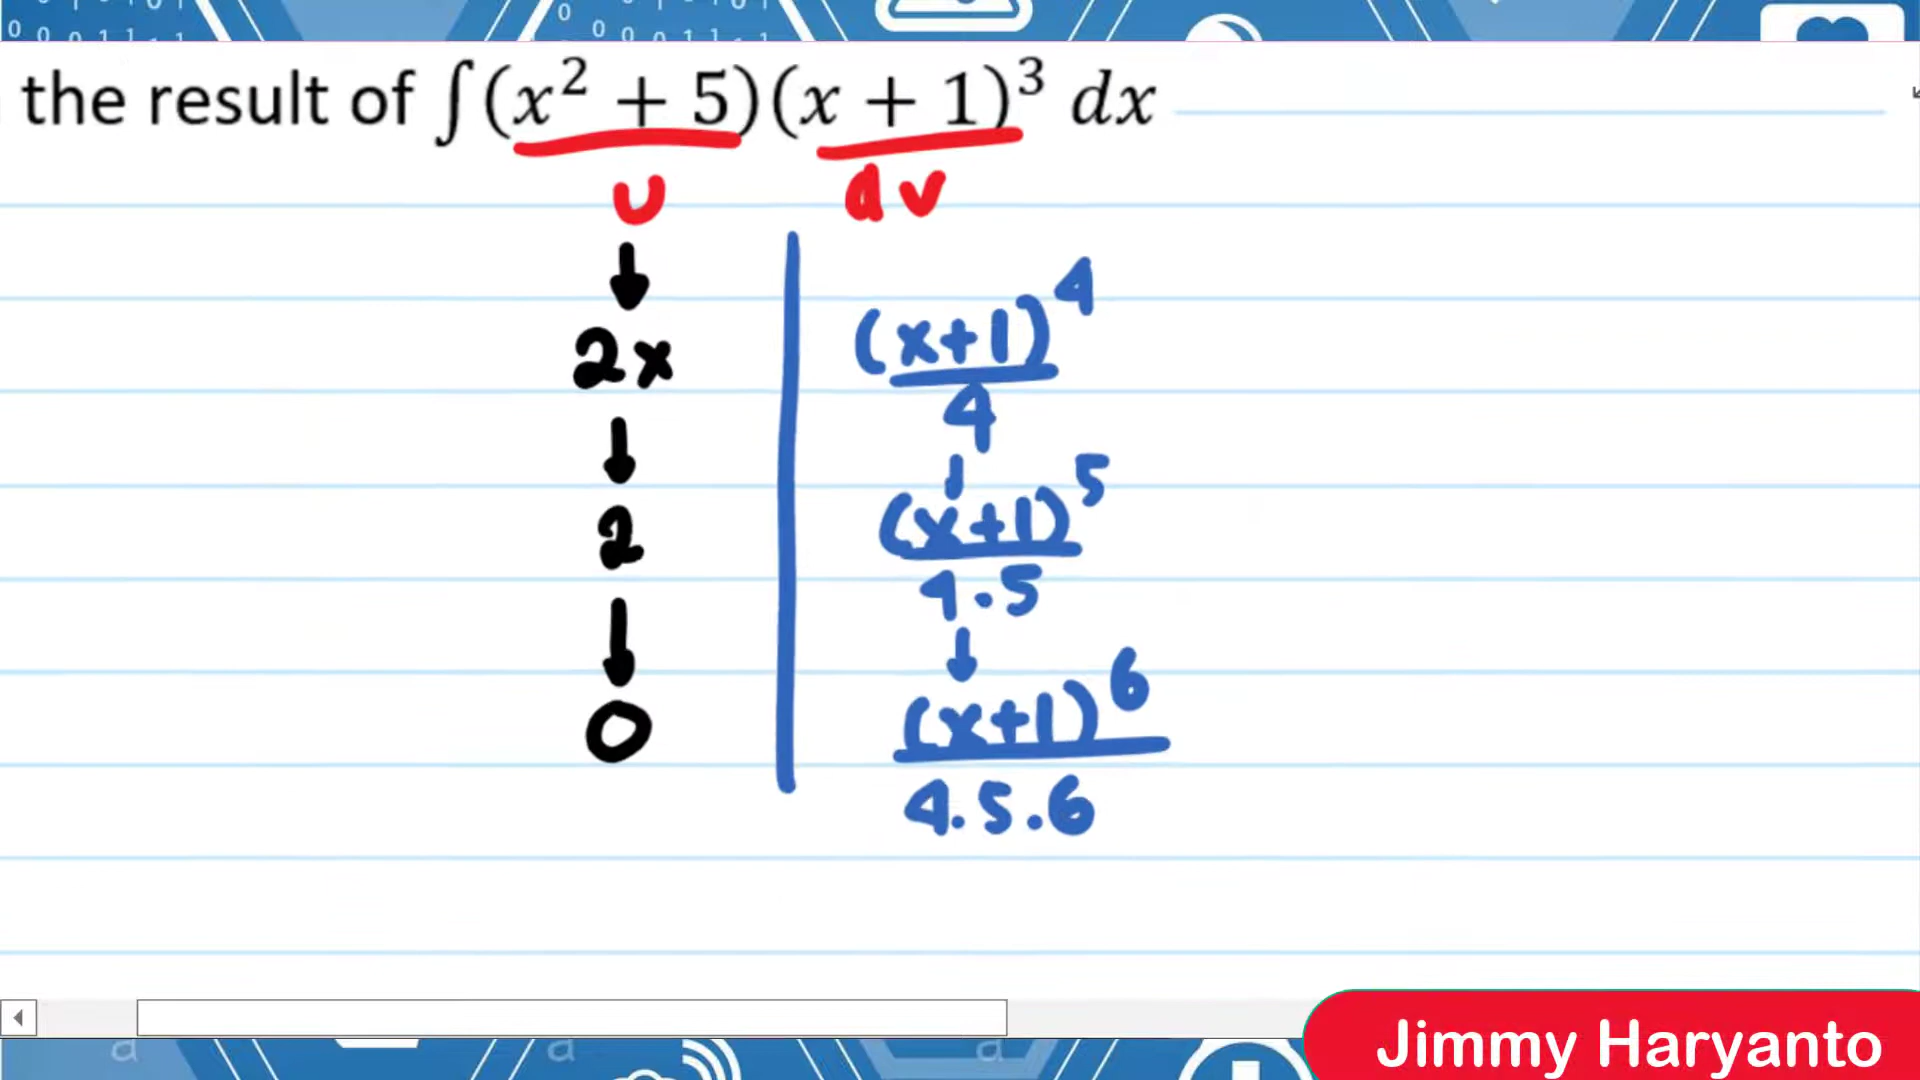 the result of ∫(x² + 5)(x + 1)³ dx
u dv
(x+1)⁴
2x
4
(x+1)⁵
2
4.5
(x+1)⁶
0
4.5.6
Jimmy Haryanto